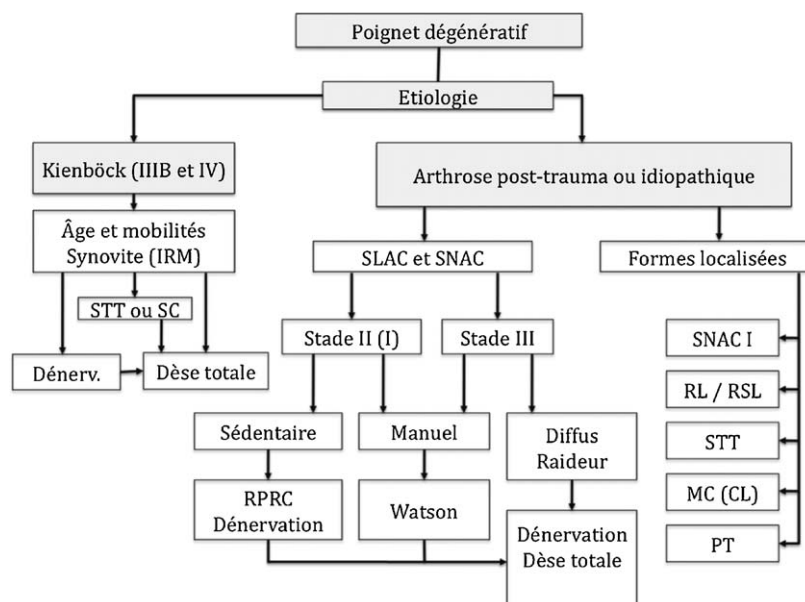 Poignet dégénératif
Etiologie
Kienböck (IIIB et IV)
Arthrose post-trauma ou idiopathique
Âge et mobilités
Synovite (IRM)
SLAC et SNAC
Formes localisées
STT ou SC
Stade II (I)
Stade III
SNAC I
Dénerv.
Dèse totale
RL / RSL
Sédentaire
Manuel
Diffus
Raideur
STT
RPRC
Dénervation
Watson
MC (CL)
Dénervation
Dèse totale
PT